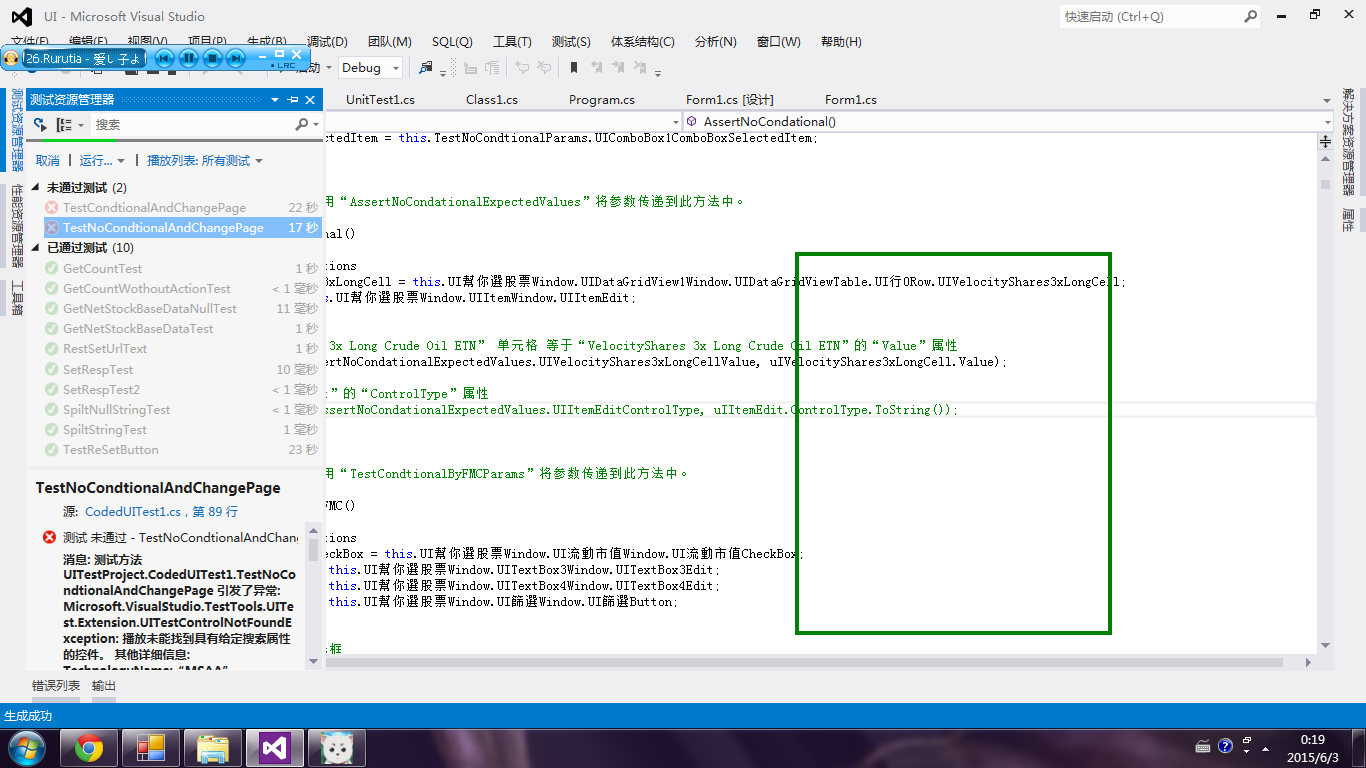 UI - Microsoft Visual Studio
快速启动 (Ctrl+Q)
调试(D) 团队(M) SQL(Q) 工具(T) 测试(S) 体系结构(C) 分析(N) 窗口(W) 帮助(H)
26.Rurutia - 愛し子よ
LRC
Debug
测试资源管理器
性能资源管理器
工具箱
测试资源管理器
搜索
取消 运行... 播放列表: 所有测试
未通过测试 (2)
TestCondtionalAndChangePage 22 秒
TestNoCondtionalAndChangePage 17 秒
已通过测试 (10)
GetCountTest 1 秒
GetCountWothoutActionTest < 1 毫秒
GetNetStockBaseDataNullTest 11 毫秒
GetNetStockBaseDataTest 1 秒
RestSetUrlText 1 秒
SetRespTest 10 毫秒
SetRespTest2 < 1 毫秒
SpiltNullStringTest < 1 毫秒
SpiltStringTest 1 毫秒
TestReSetButton 23 秒
TestNoCondtionalAndChangePage
源: CodedUITest1.cs，第 89 行
测试 未通过 - TestNoCondtionalAndChan
消息: 测试方法
UITestProject.CodedUITest1.TestNoCo
ndtionalAndChangePage 引发了异常:
Microsoft.VisualStudio.TestTools.UITe
st.Extension.UITestControlNotFoundE
xception: 播放未能找到具有给定搜索属性
的控件。 其他详细信息:
TechnologyName: “MSAA”
UnitTest1.cs Class1.cs Program.cs Form1.cs [设计] Form1.cs
AssertNoCondational()
ctedItem = this.TestNoCondtionalParams.UIComboBox1ComboBoxSelectedItem;
用“AssertNoCondationalExpectedValues”将参数传递到此方法中。
nal()
tions
3xLongCell = this.UI幫你選股票Window.UIDataGridView1Window.UIDataGridViewTable.UI行0Row.UIVelocityShares3xLongCell;
s.UI幫你選股票Window.UIItemWindow.UIItemEdit;
3x Long Crude Oil ETN” 单元格 等于“VelocityShares 3x Long Crude Oil ETN”的“Value”属性
ertNoCondationalExpectedValues.UIVelocityShares3xLongCellValue, uIVelocityShares3xLongCell.Value);
”的“ControlType”属性
ssertNoCondationalExpectedValues.UIItemEditControlType, uIItemEdit.ControlType.ToString());
用“TestCondtionalByFMCParams”将参数传递到此方法中。
FMC()
tions
eckBox = this.UI幫你選股票Window.UI流動市值Window.UI流動市值CheckBox;
this.UI幫你選股票Window.UITextBox3Window.UITextBox3Edit;
this.UI幫你選股票Window.UITextBox4Window.UITextBox4Edit;
this.UI幫你選股票Window.UI篩選Window.UI篩選Button;
框
解决方案资源管理器
属性
错误列表 输出
生成成功
0:19
2015/6/3